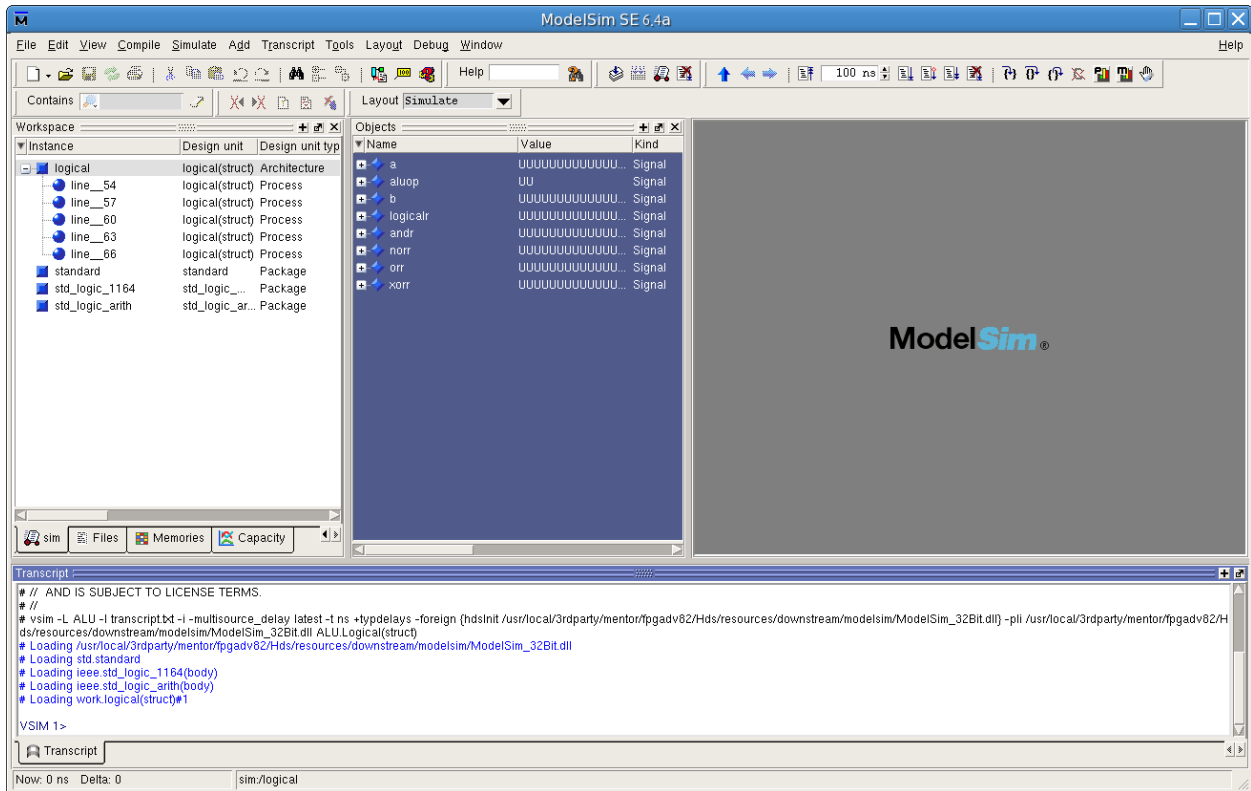 ModelSim SE 6.4a
File Edit View Compile Simulate Add Transcript Tools Layout Debug Window Help
Help 100 ns
Contains Layout Simulate
Workspace
Instance Design unit Design unit typ
logical logical(struct) Architecture
line__54 logical(struct) Process
line__57 logical(struct) Process
line__60 logical(struct) Process
line__63 logical(struct) Process
line__66 logical(struct) Process
standard standard Package
std_logic_1164 std_logic_... Package
std_logic_arith std_logic_ar... Package
sim Files Memories Capacity
Objects
Name Value Kind
a UUUUUUUUUUUUU... Signal
aluop UU Signal
b UUUUUUUUUUUUU... Signal
logicalr UUUUUUUUUUUUU... Signal
andr UUUUUUUUUUUUU... Signal
norr UUUUUUUUUUUUU... Signal
orr UUUUUUUUUUUUU... Signal
xorr UUUUUUUUUUUUU... Signal
ModelSim ®
Transcript
# // AND IS SUBJECT TO LICENSE TERMS.
# //
# vsim -L ALU -l transcript.txt -i -multisource_delay latest -t ns +typdelays -foreign {hdsInit /usr/local/3rdparty/mentor/fpgadv82/Hds/resources/downstream/modelsim/ModelSim_32Bit.dll} -pli /usr/local/3rdparty/mentor/fpgadv82/H
ds/resources/downstream/modelsim/ModelSim_32Bit.dll ALU.Logical(struct)
# Loading /usr/local/3rdparty/mentor/fpgadv82/Hds/resources/downstream/modelsim/ModelSim_32Bit.dll
# Loading std.standard
# Loading ieee.std_logic_1164(body)
# Loading ieee.std_logic_arith(body)
# Loading work.logical(struct)#1
VSIM 1>
Transcript
Now: 0 ns Delta: 0 sim:/logical